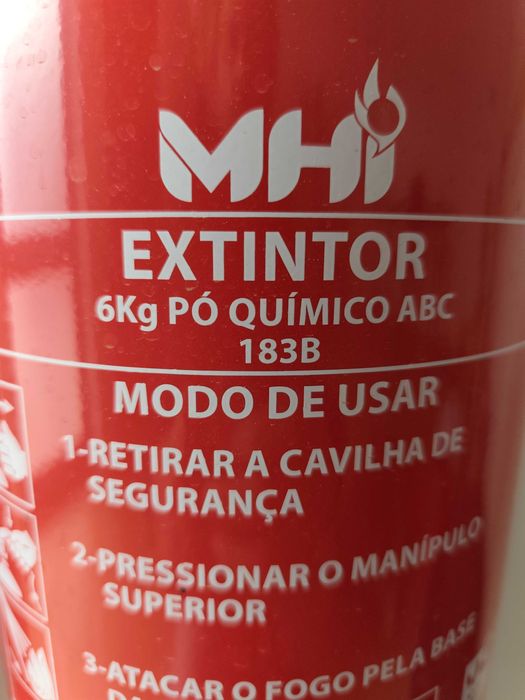 MHI
EXTINTOR
6Kg PÓ QUÍMICO ABC
183B
MODO DE USAR
1-RETIRAR A CAVILHA DE
SEGURANÇA
2-PRESSIONAR O MANÍPULO
SUPERIOR
3-ATACAR O FOGO PELA BASE